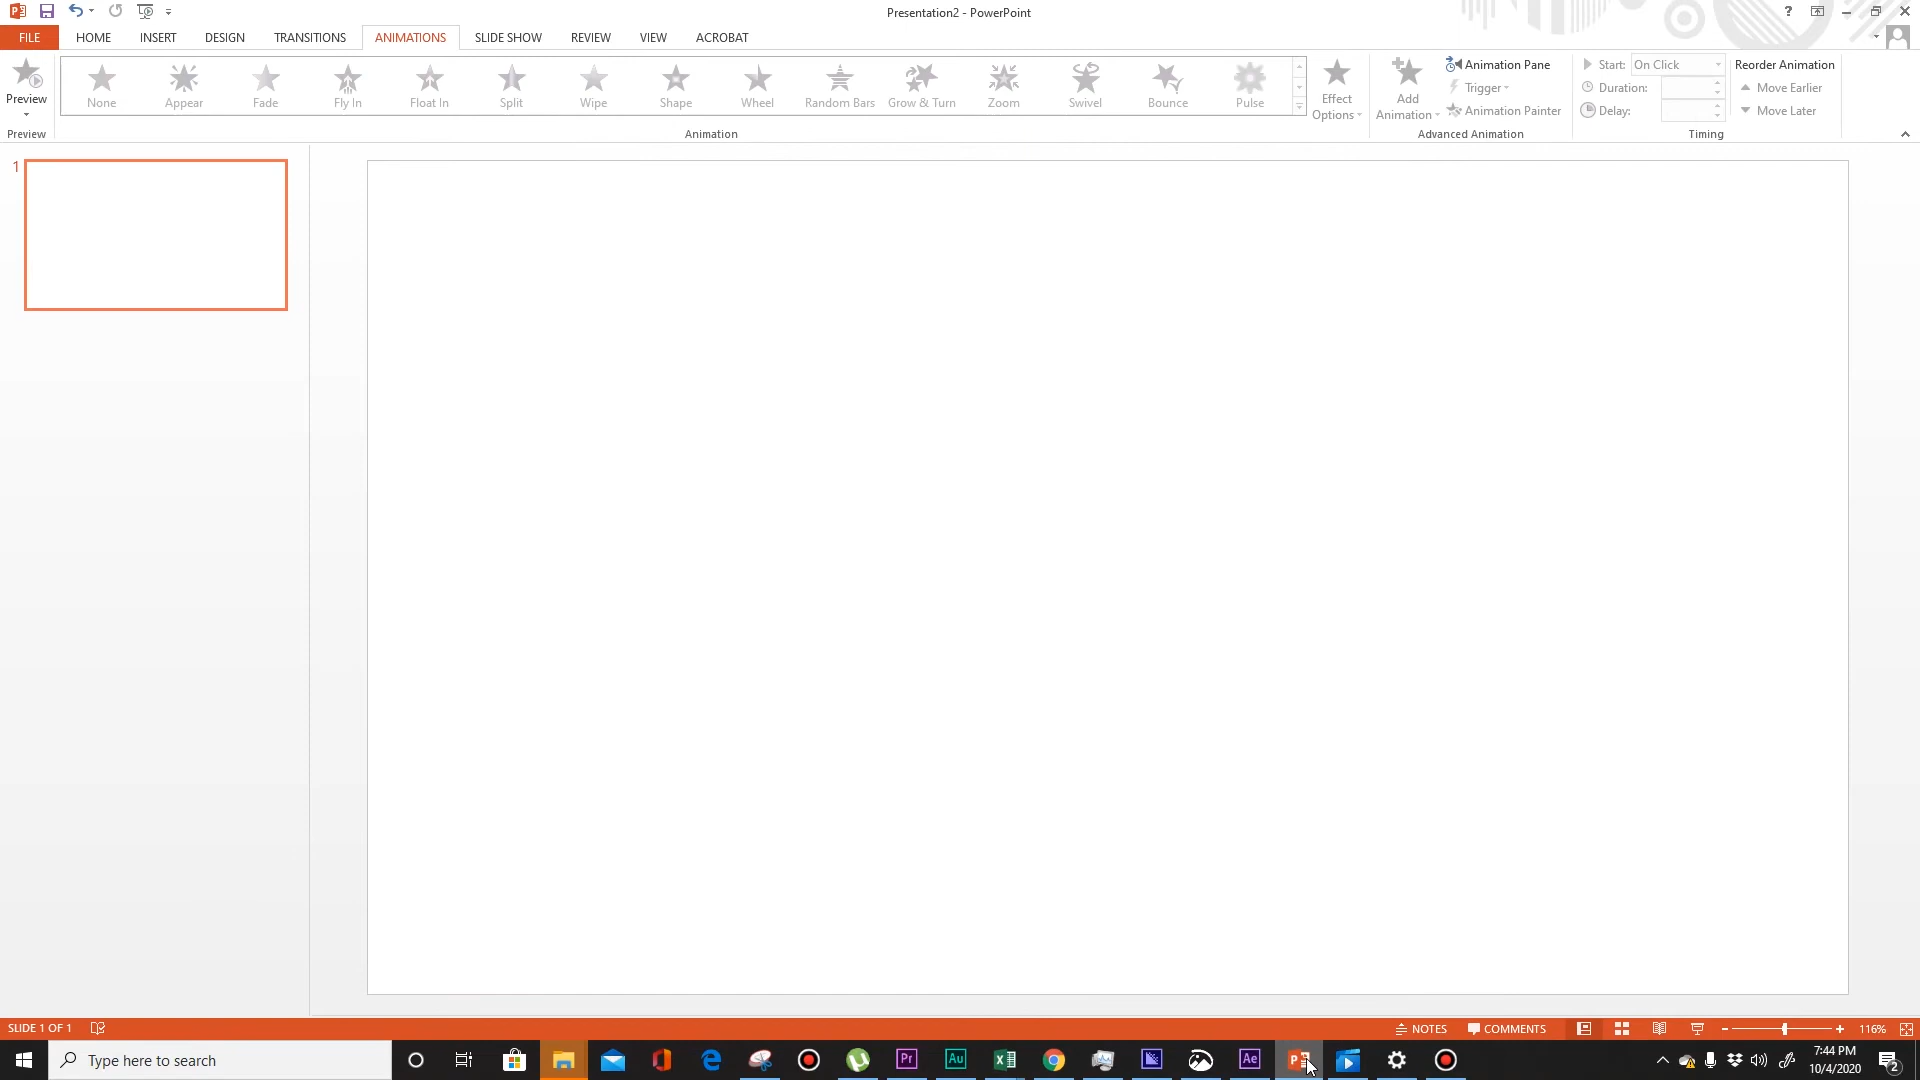 Presentation2 - PowerPoint
?
FILE HOME INSERT DESIGN TRANSITIONS ANIMATIONS SLIDE SHOW REVIEW VIEW ACROBAT
Preview
None Appear Fade Fly In Float In Split Wipe Shape Wheel Random Bars Grow & Turn Zoom Swivel Bounce Pulse
Effect Options
Add Animation
Animation Pane
Trigger
Animation Painter
Start: On Click
Duration:
Delay:
Reorder Animation
Move Earlier
Move Later
Preview Animation Advanced Animation Timing
1
SLIDE 1 OF 1 NOTES COMMENTS 116%
Type here to search
Pr Au Ae
7:44 PM
10/4/2020
2